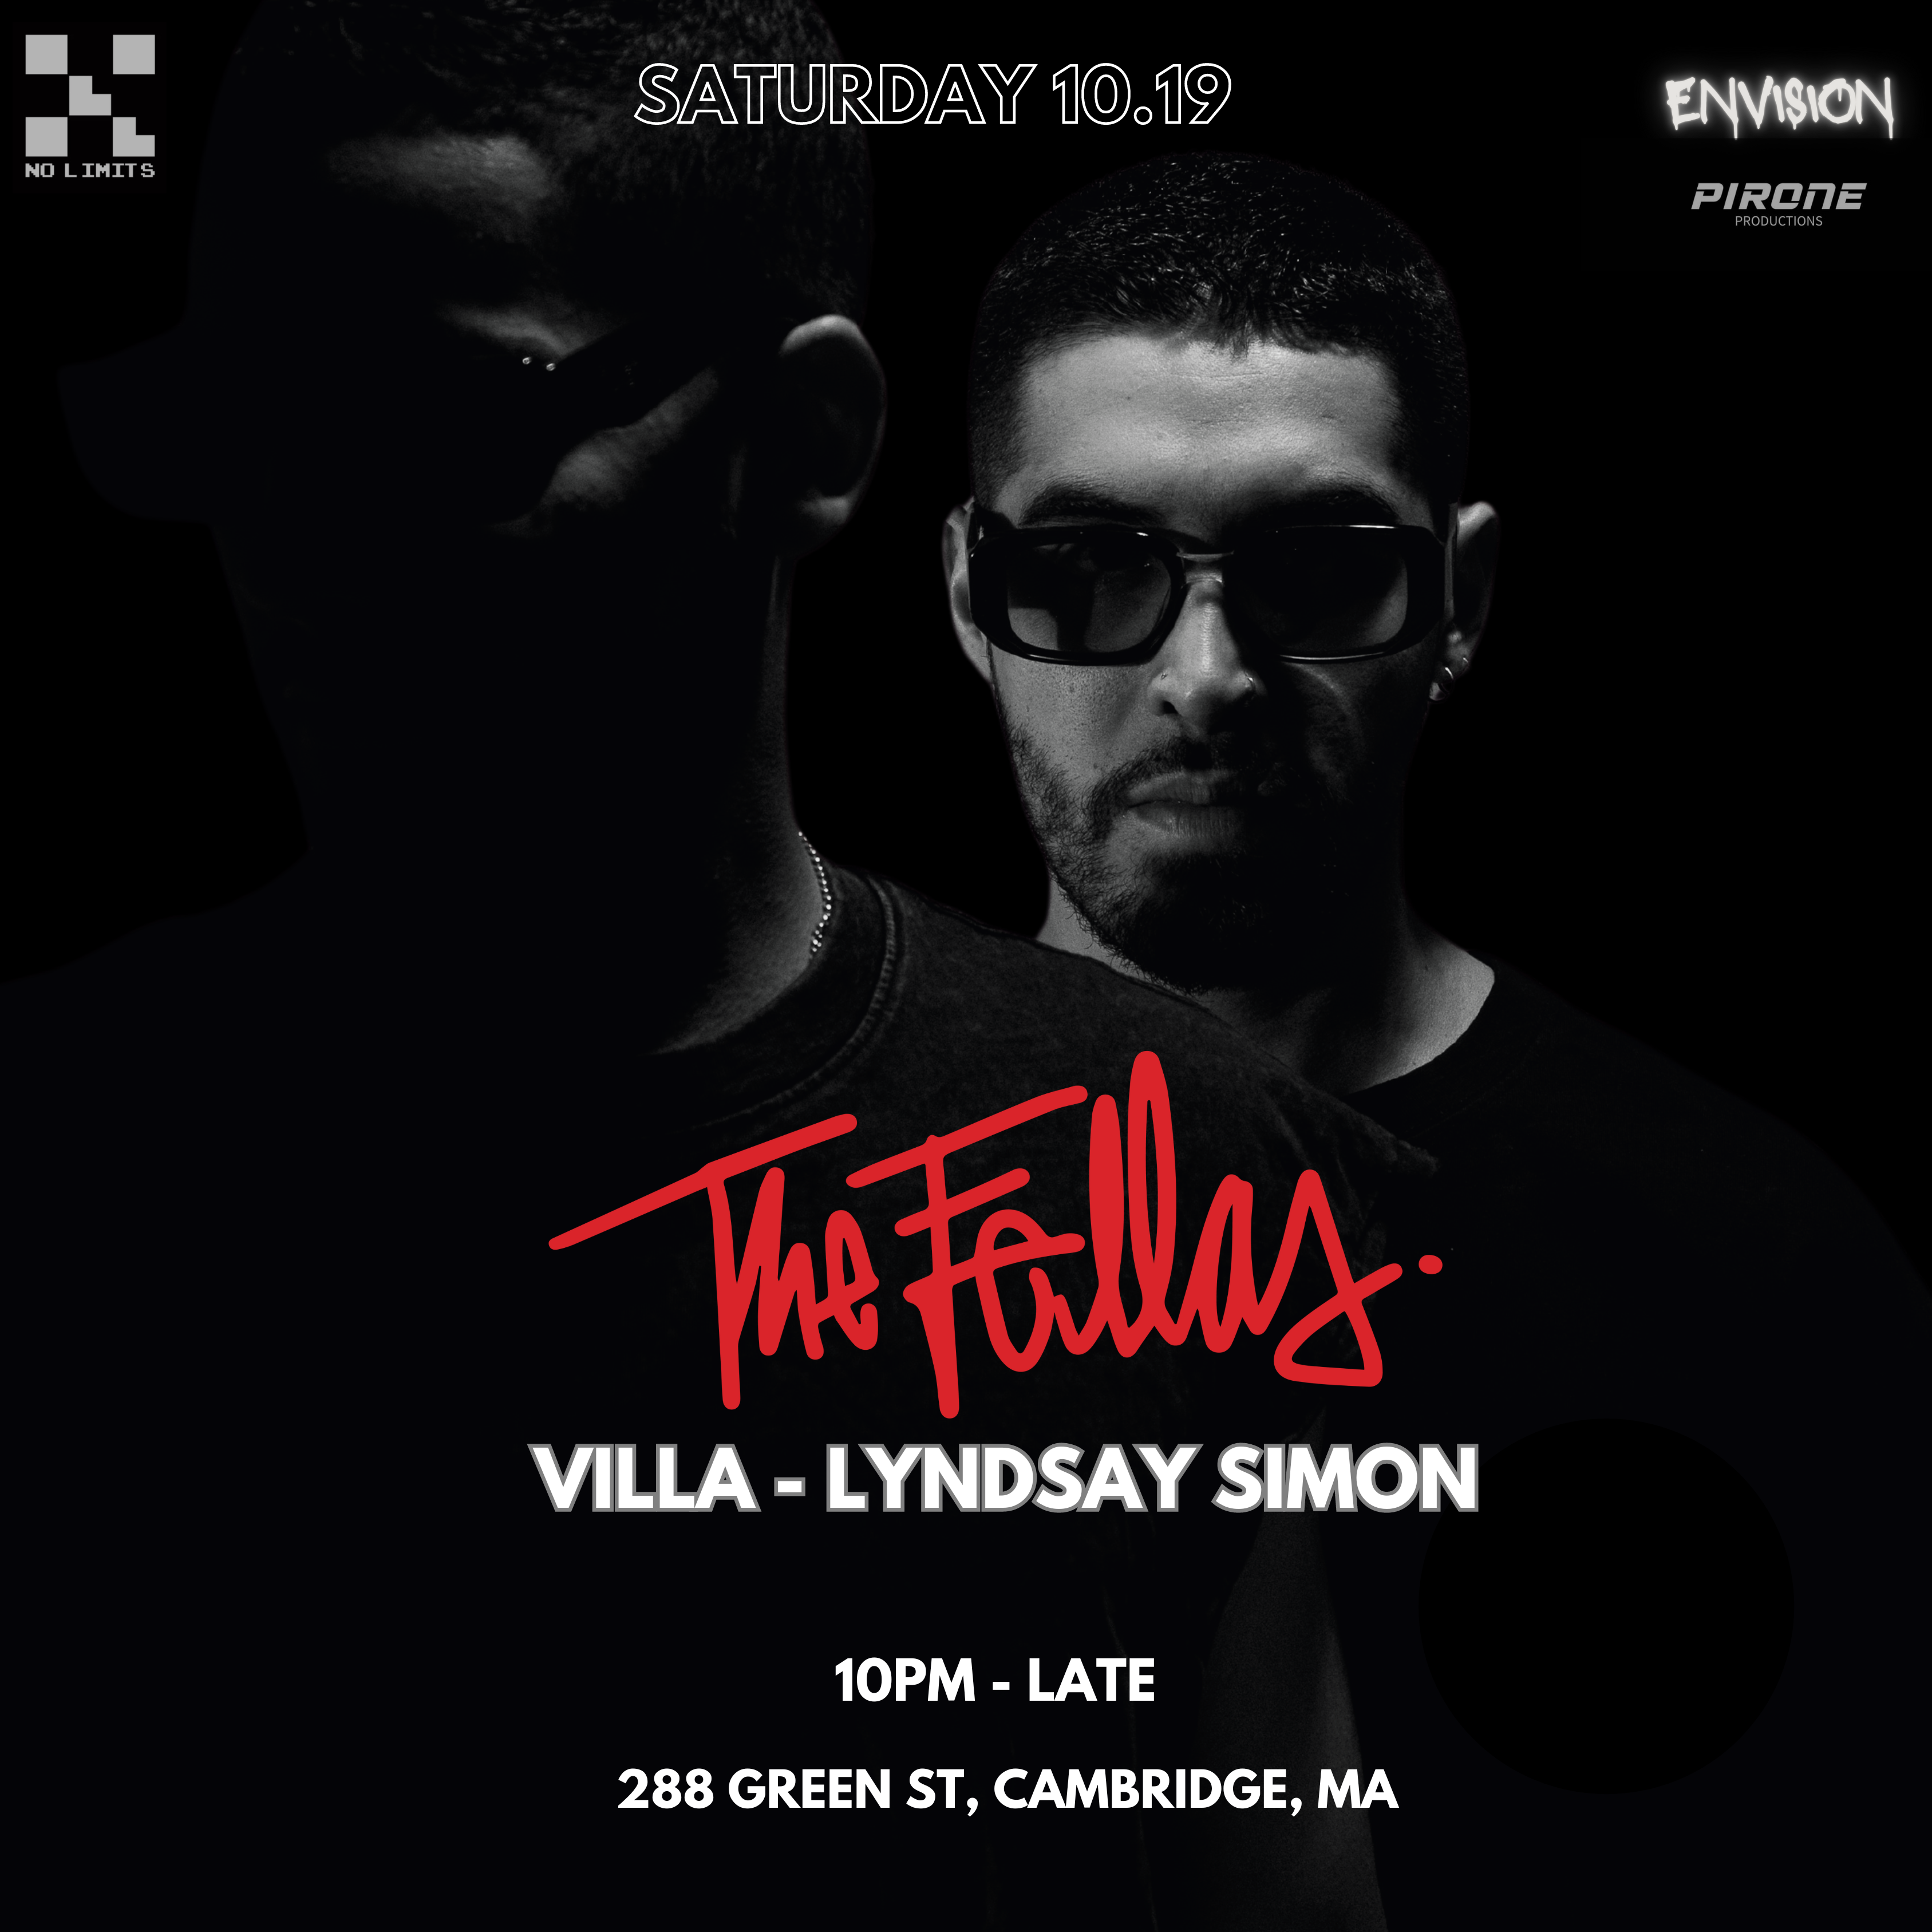 SATURDAY 10.19
NO LIMITS
ENVISION
PIRONE
PRODUCTIONS
The Fallas.
VILLA - LYNDSAY SIMON
10PM - LATE
288 GREEN ST, CAMBRIDGE, MA